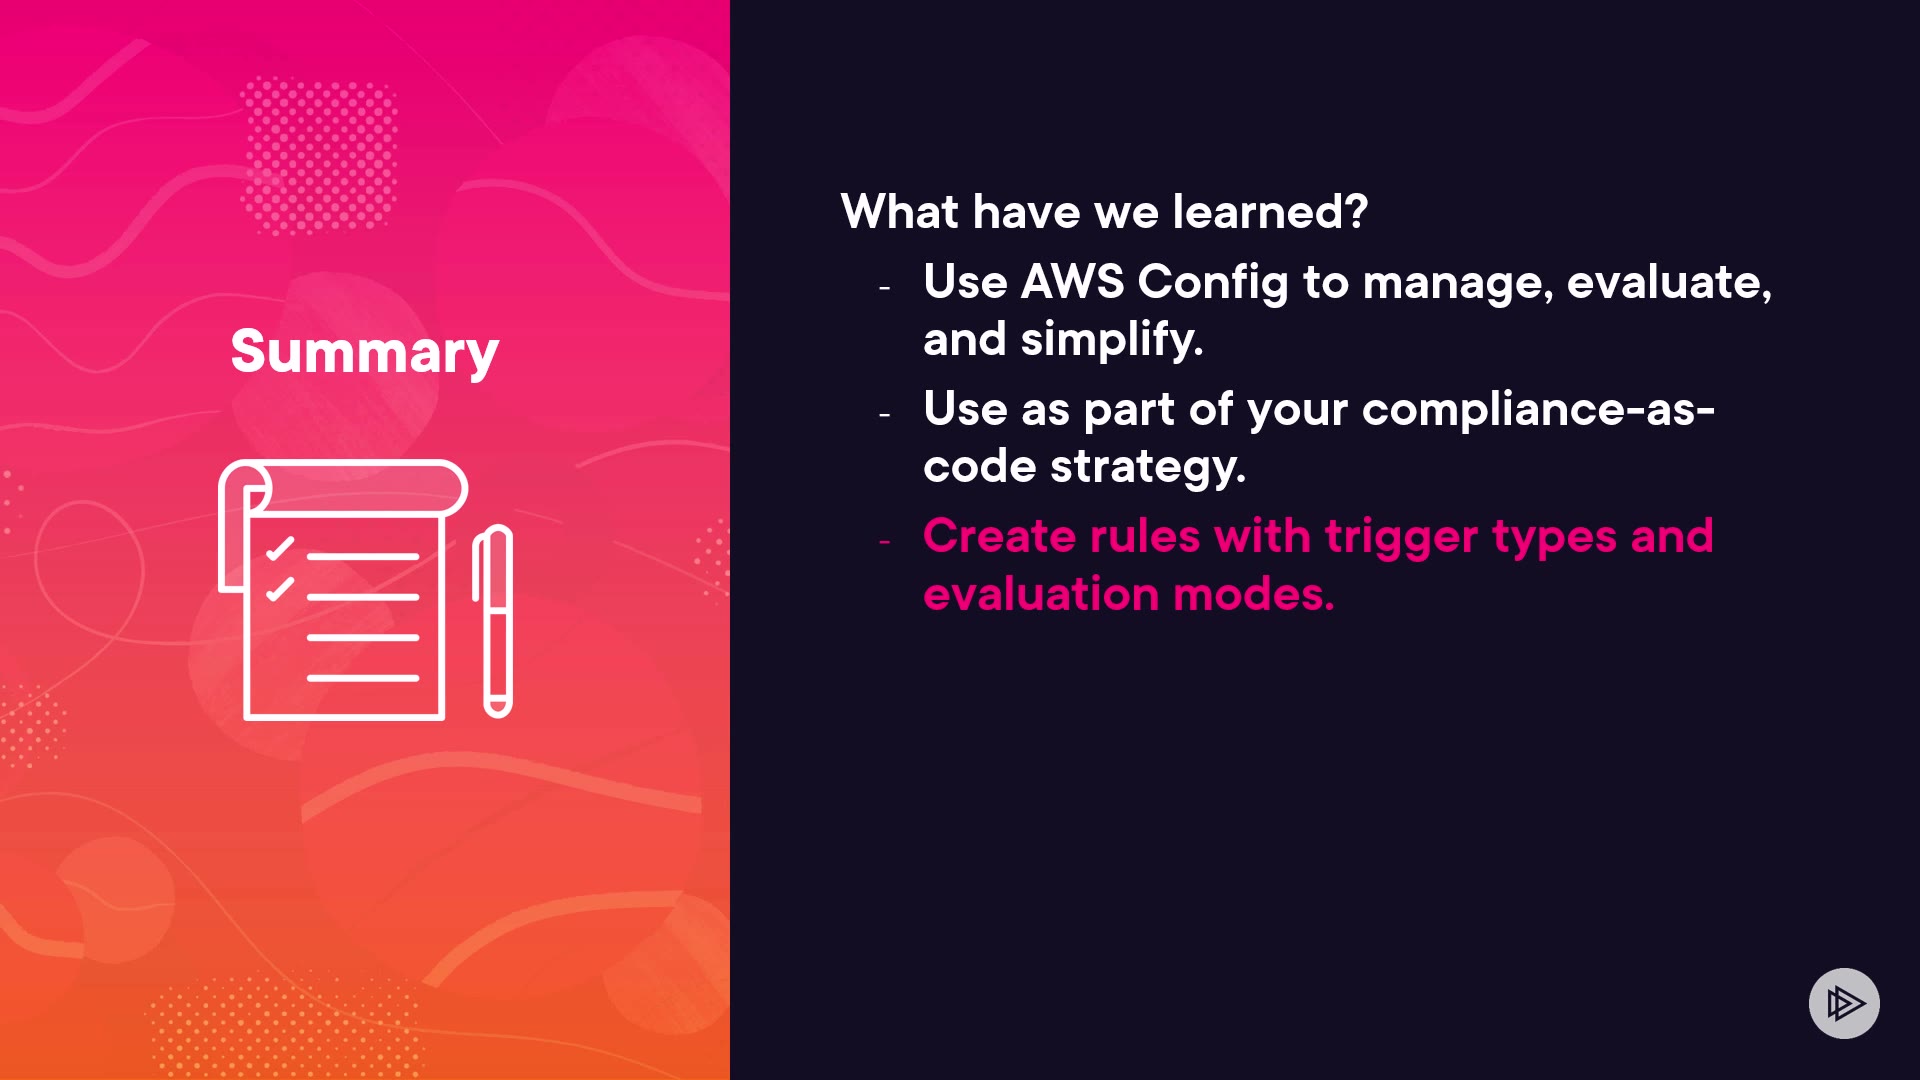 Summary
What have we learned?
- Use AWS Config to manage, evaluate,
and simplify.
- Use as part of your compliance-as-
code strategy.
- Create rules with trigger types and
evaluation modes.